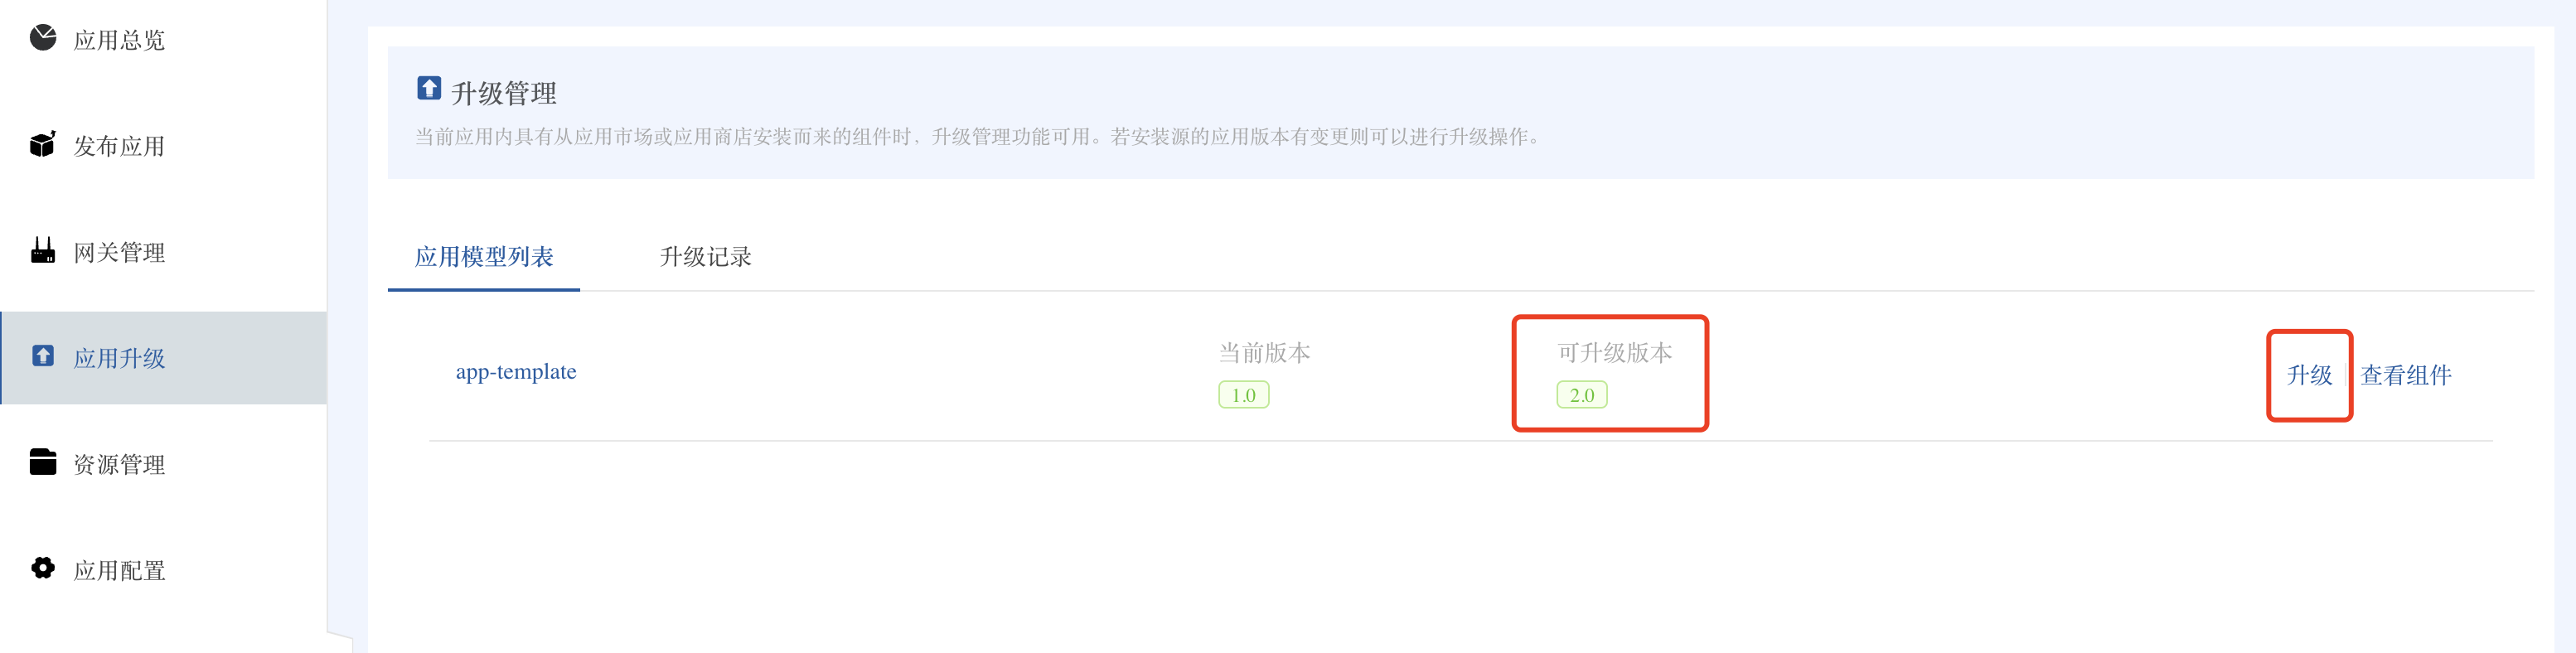 应用总览
发布应用
网关管理
应用升级
资源管理
应用配置
升级管理
当前应用内具有从应用市场或应用商店安装而来的组件时，升级管理功能可用。若安装源的应用版本有变更则可以进行升级操作。
应用模型列表 升级记录
app-template
当前版本
1.0
可升级版本
2.0
升级 查看组件